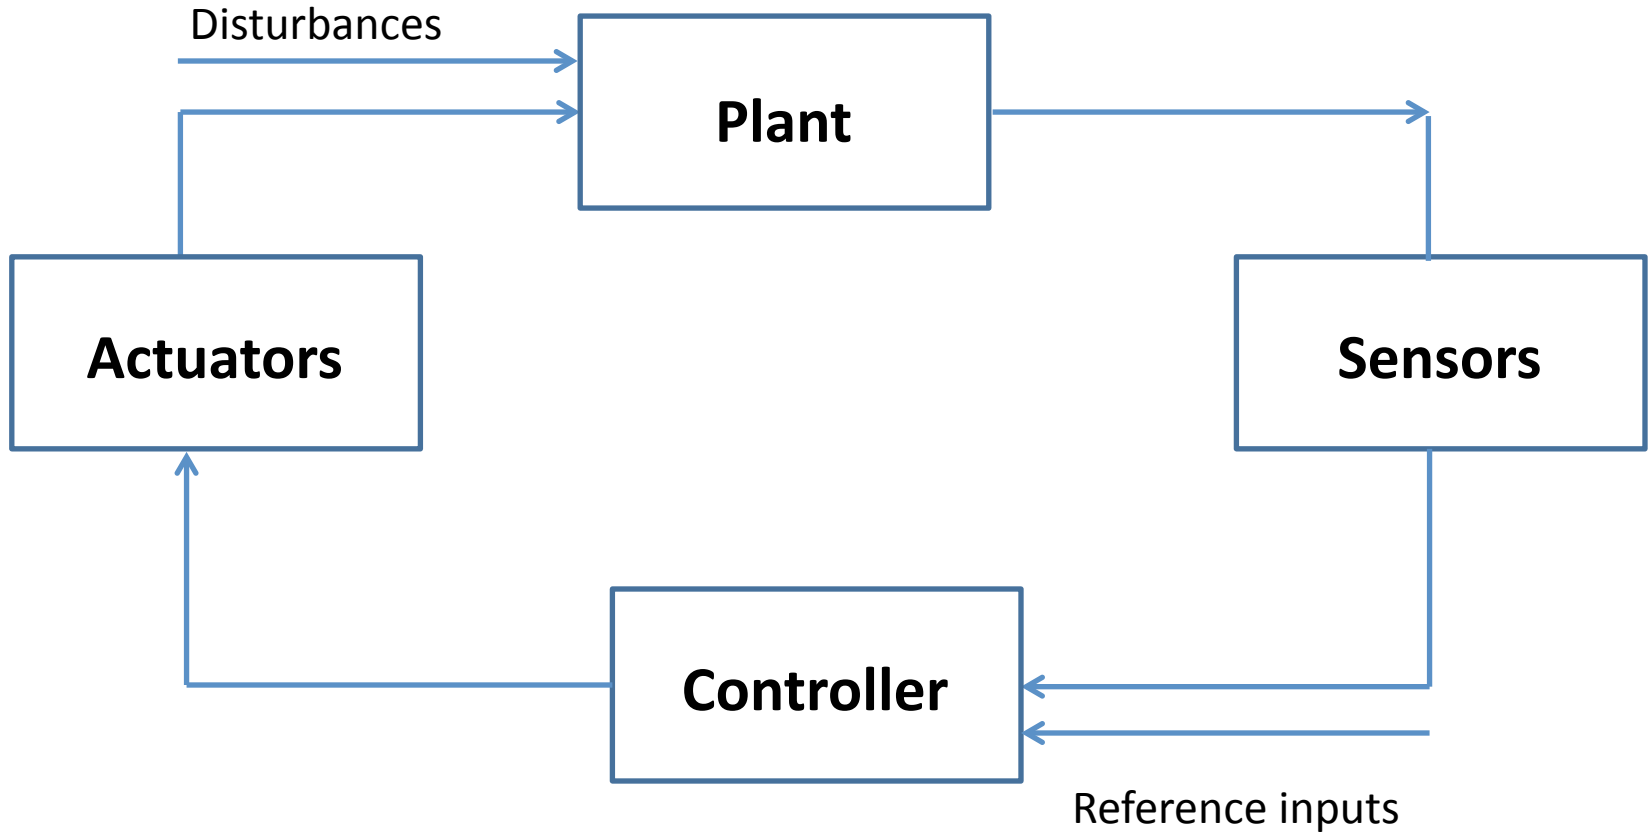 Disturbances
Plant
Actuators
Sensors
Controller
Reference inputs